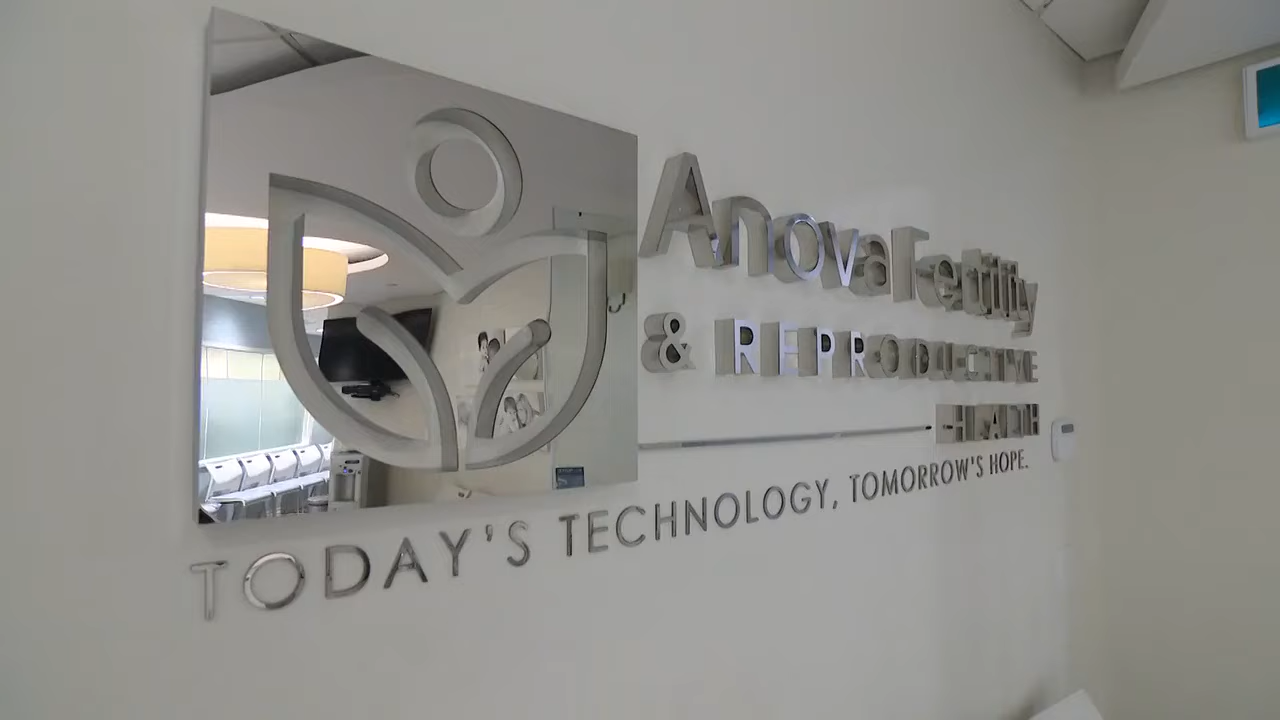 Anova Fertility
& REPRODUCTIVE
HEALTH
TODAY'S TECHNOLOGY, TOMORROW'S HOPE.